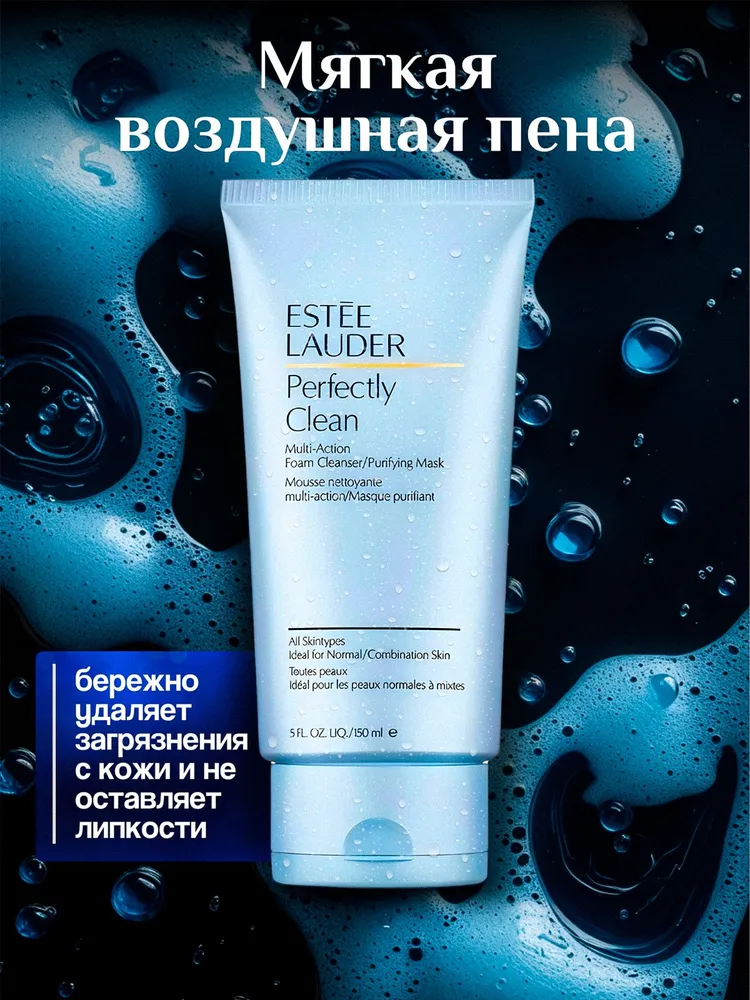 Мягкая
воздушная пена
ESTĒE
LAUDER
Perfectly
Clean
Multi-Action
Foam Cleanser/Purifying Mask
Mousse nettoyante
multi-action/Masque purifiant
All Skintypes
Ideal for Normal/Combination Skin
Toutes peaux
Idéal pour les peaux normales à mixtes
5 FL. OZ. LIQ./150 ml ℮
бережно
удаляет
загрязнения
с кожи и не
оставляет
липкости